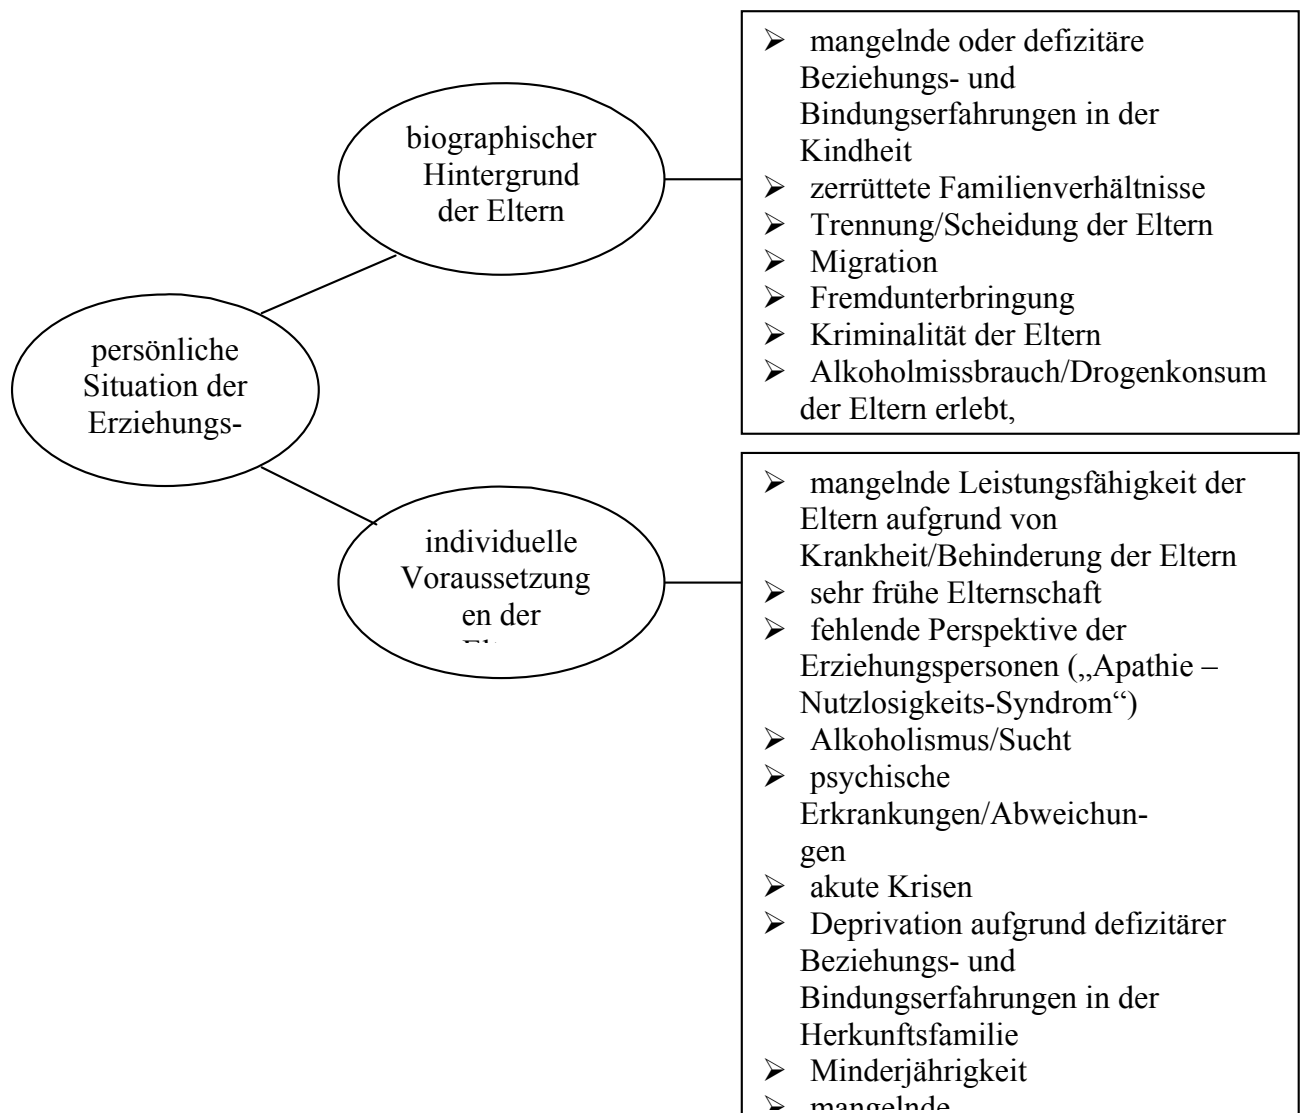 persönliche
Situation der
Erziehungs-
biographischer
Hintergrund
der Eltern
➢ mangelnde oder defizitäre
Beziehungs- und
Bindungserfahrungen in der
Kindheit
➢ zerrüttete Familienverhältnisse
➢ Trennung/Scheidung der Eltern
➢ Migration
➢ Fremdunterbringung
➢ Kriminalität der Eltern
➢ Alkoholmissbrauch/Drogenkonsum
der Eltern erlebt,
individuelle
Voraussetzung
en der
➢ mangelnde Leistungsfähigkeit der
Eltern aufgrund von
Krankheit/Behinderung der Eltern
➢ sehr frühe Elternschaft
➢ fehlende Perspektive der
Erziehungspersonen („Apathie –
Nutzlosigkeits-Syndrom“)
➢ Alkoholismus/Sucht
➢ psychische
Erkrankungen/Abweichun-
gen
➢ akute Krisen
➢ Deprivation aufgrund defizitärer
Beziehungs- und
Bindungserfahrungen in der
Herkunftsfamilie
➢ Minderjährigkeit
➢ mangelnde